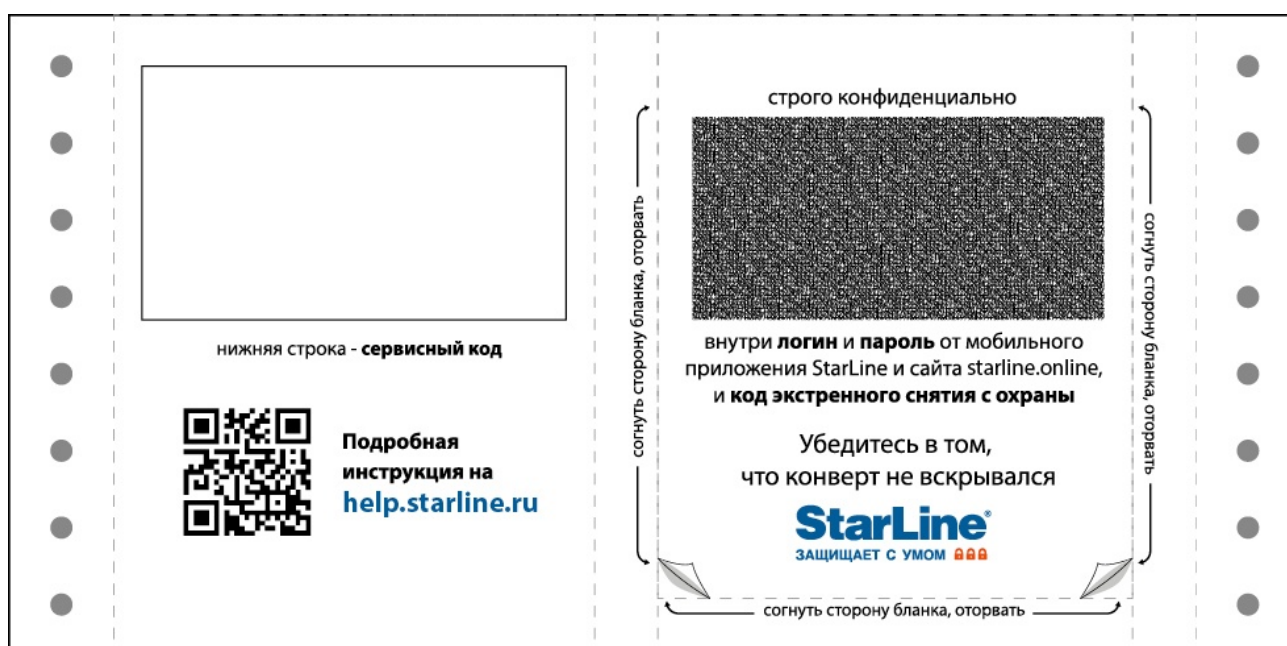 нижняя строка - сервисный код
Подробная
инструкция на
help.starline.ru
строго конфиденциально
внутри логин и пароль от мобильного
приложения StarLine и сайта starline.online,
и код экстренного снятия с охраны
Убедитесь в том,
что конверт не вскрывался
StarLine®
ЗАЩИЩАЕТ С УМОМ
согнуть сторону бланка, оторвать
согнуть сторону бланка, оторвать
согнуть сторону бланка, оторвать